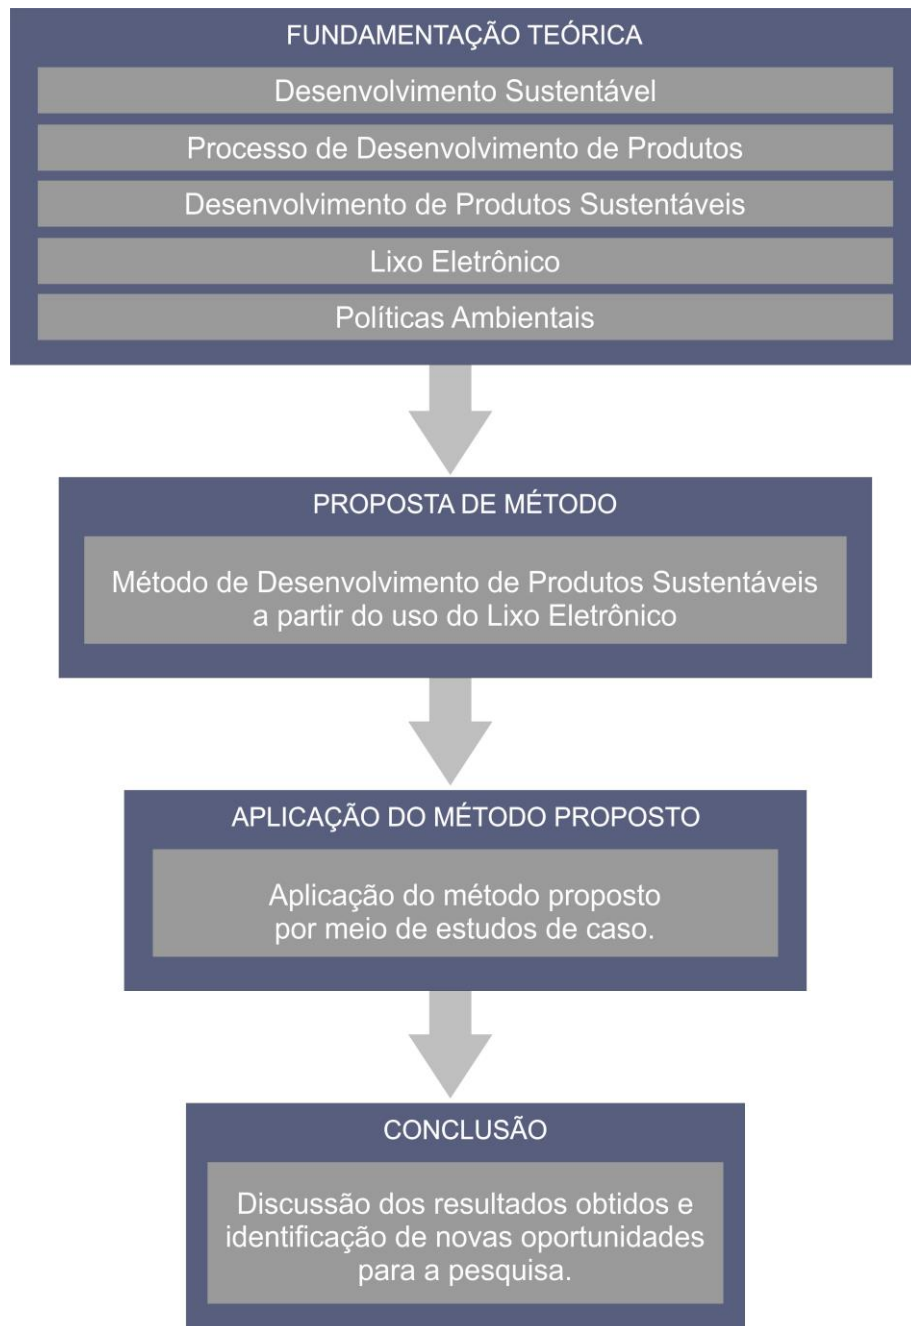 FUNDAMENTAÇÃO TEÓRICA
Desenvolvimento Sustentável
Processo de Desenvolvimento de Produtos
Desenvolvimento de Produtos Sustentáveis
Lixo Eletrônico
Políticas Ambientais
PROPOSTA DE MÉTODO
Método de Desenvolvimento de Produtos Sustentáveis
a partir do uso do Lixo Eletrônico
APLICAÇÃO DO MÉTODO PROPOSTO
Aplicação do método proposto
por meio de estudos de caso.
CONCLUSÃO
Discussão dos resultados obtidos e
identificação de novas oportunidades
para a pesquisa.